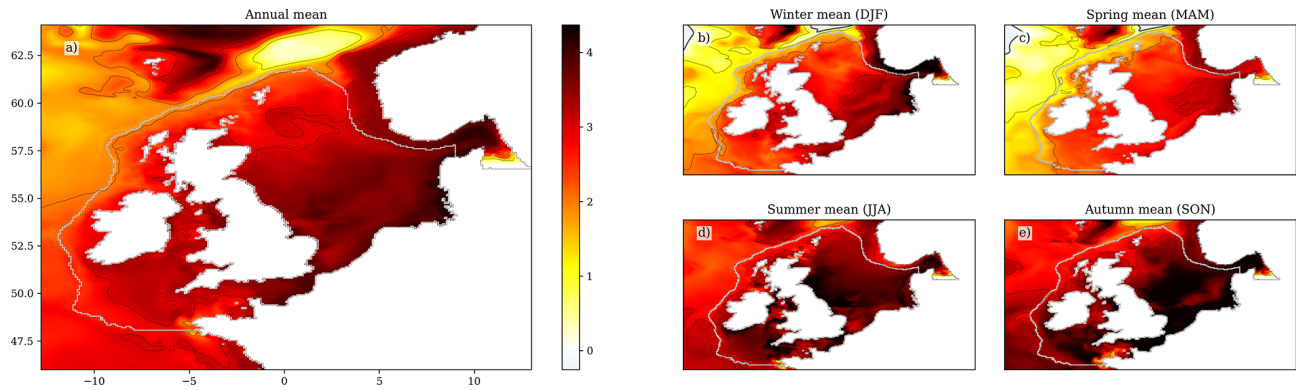 Annual mean
a)
62.5
60.0
57.5
55.0
52.5
50.0
47.5
−10
−5
0
5
10
4
3
2
1
0
Winter mean (DJF)
b)
Spring mean (MAM)
c)
Summer mean (JJA)
d)
Autumn mean (SON)
e)